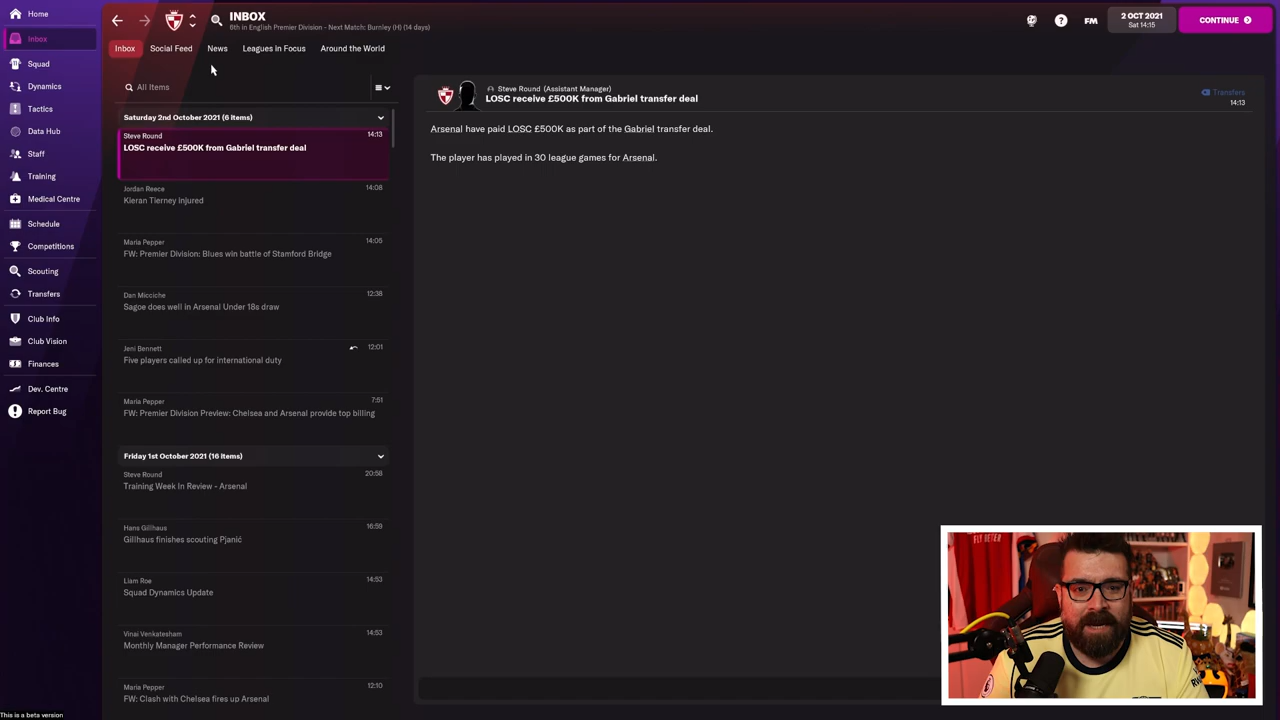 Home
Inbox
Squad
Dynamics
Tactics
Data Hub
Staff
Training
Medical Centre
Schedule
Competitions
Scouting
Transfers
Club Info
Club Vision
Finances
Dev. Centre
Report Bug
This is a beta version
INBOX
6th in English Premier Division - Next Match: Burnley (H) (14 days)
FM
2 OCT 2021
Sat 14:15
CONTINUE
Inbox
Social Feed
News
Leagues in Focus
Around the World
All Items
Saturday 2nd October 2021 (6 items)
Steve Round 14:13
LOSC receive £500K from Gabriel transfer deal
Jordan Reece 14:08
Kieran Tierney injured
Maria Pepper 14:05
FW: Premier Division: Blues win battle of Stamford Bridge
Dan Micciche 12:38
Sagoe does well in Arsenal Under 18s draw
Jeni Bennett 12:01
Five players called up for international duty
Maria Pepper 7:51
FW: Premier Division Preview: Chelsea and Arsenal provide top billing
Friday 1st October 2021 (16 items)
Steve Round 20:58
Training Week In Review - Arsenal
Hans Gillhaus 16:59
Gillhaus finishes scouting Pjanić
Liam Roe 14:53
Squad Dynamics Update
Vinai Venkatesham 14:53
Monthly Manager Performance Review
Maria Pepper 12:10
FW: Clash with Chelsea fires up Arsenal
Steve Round (Assistant Manager)
LOSC receive £500K from Gabriel transfer deal
Transfers
14:13
Arsenal have paid LOSC £500K as part of the Gabriel transfer deal.
The player has played in 30 league games for Arsenal.